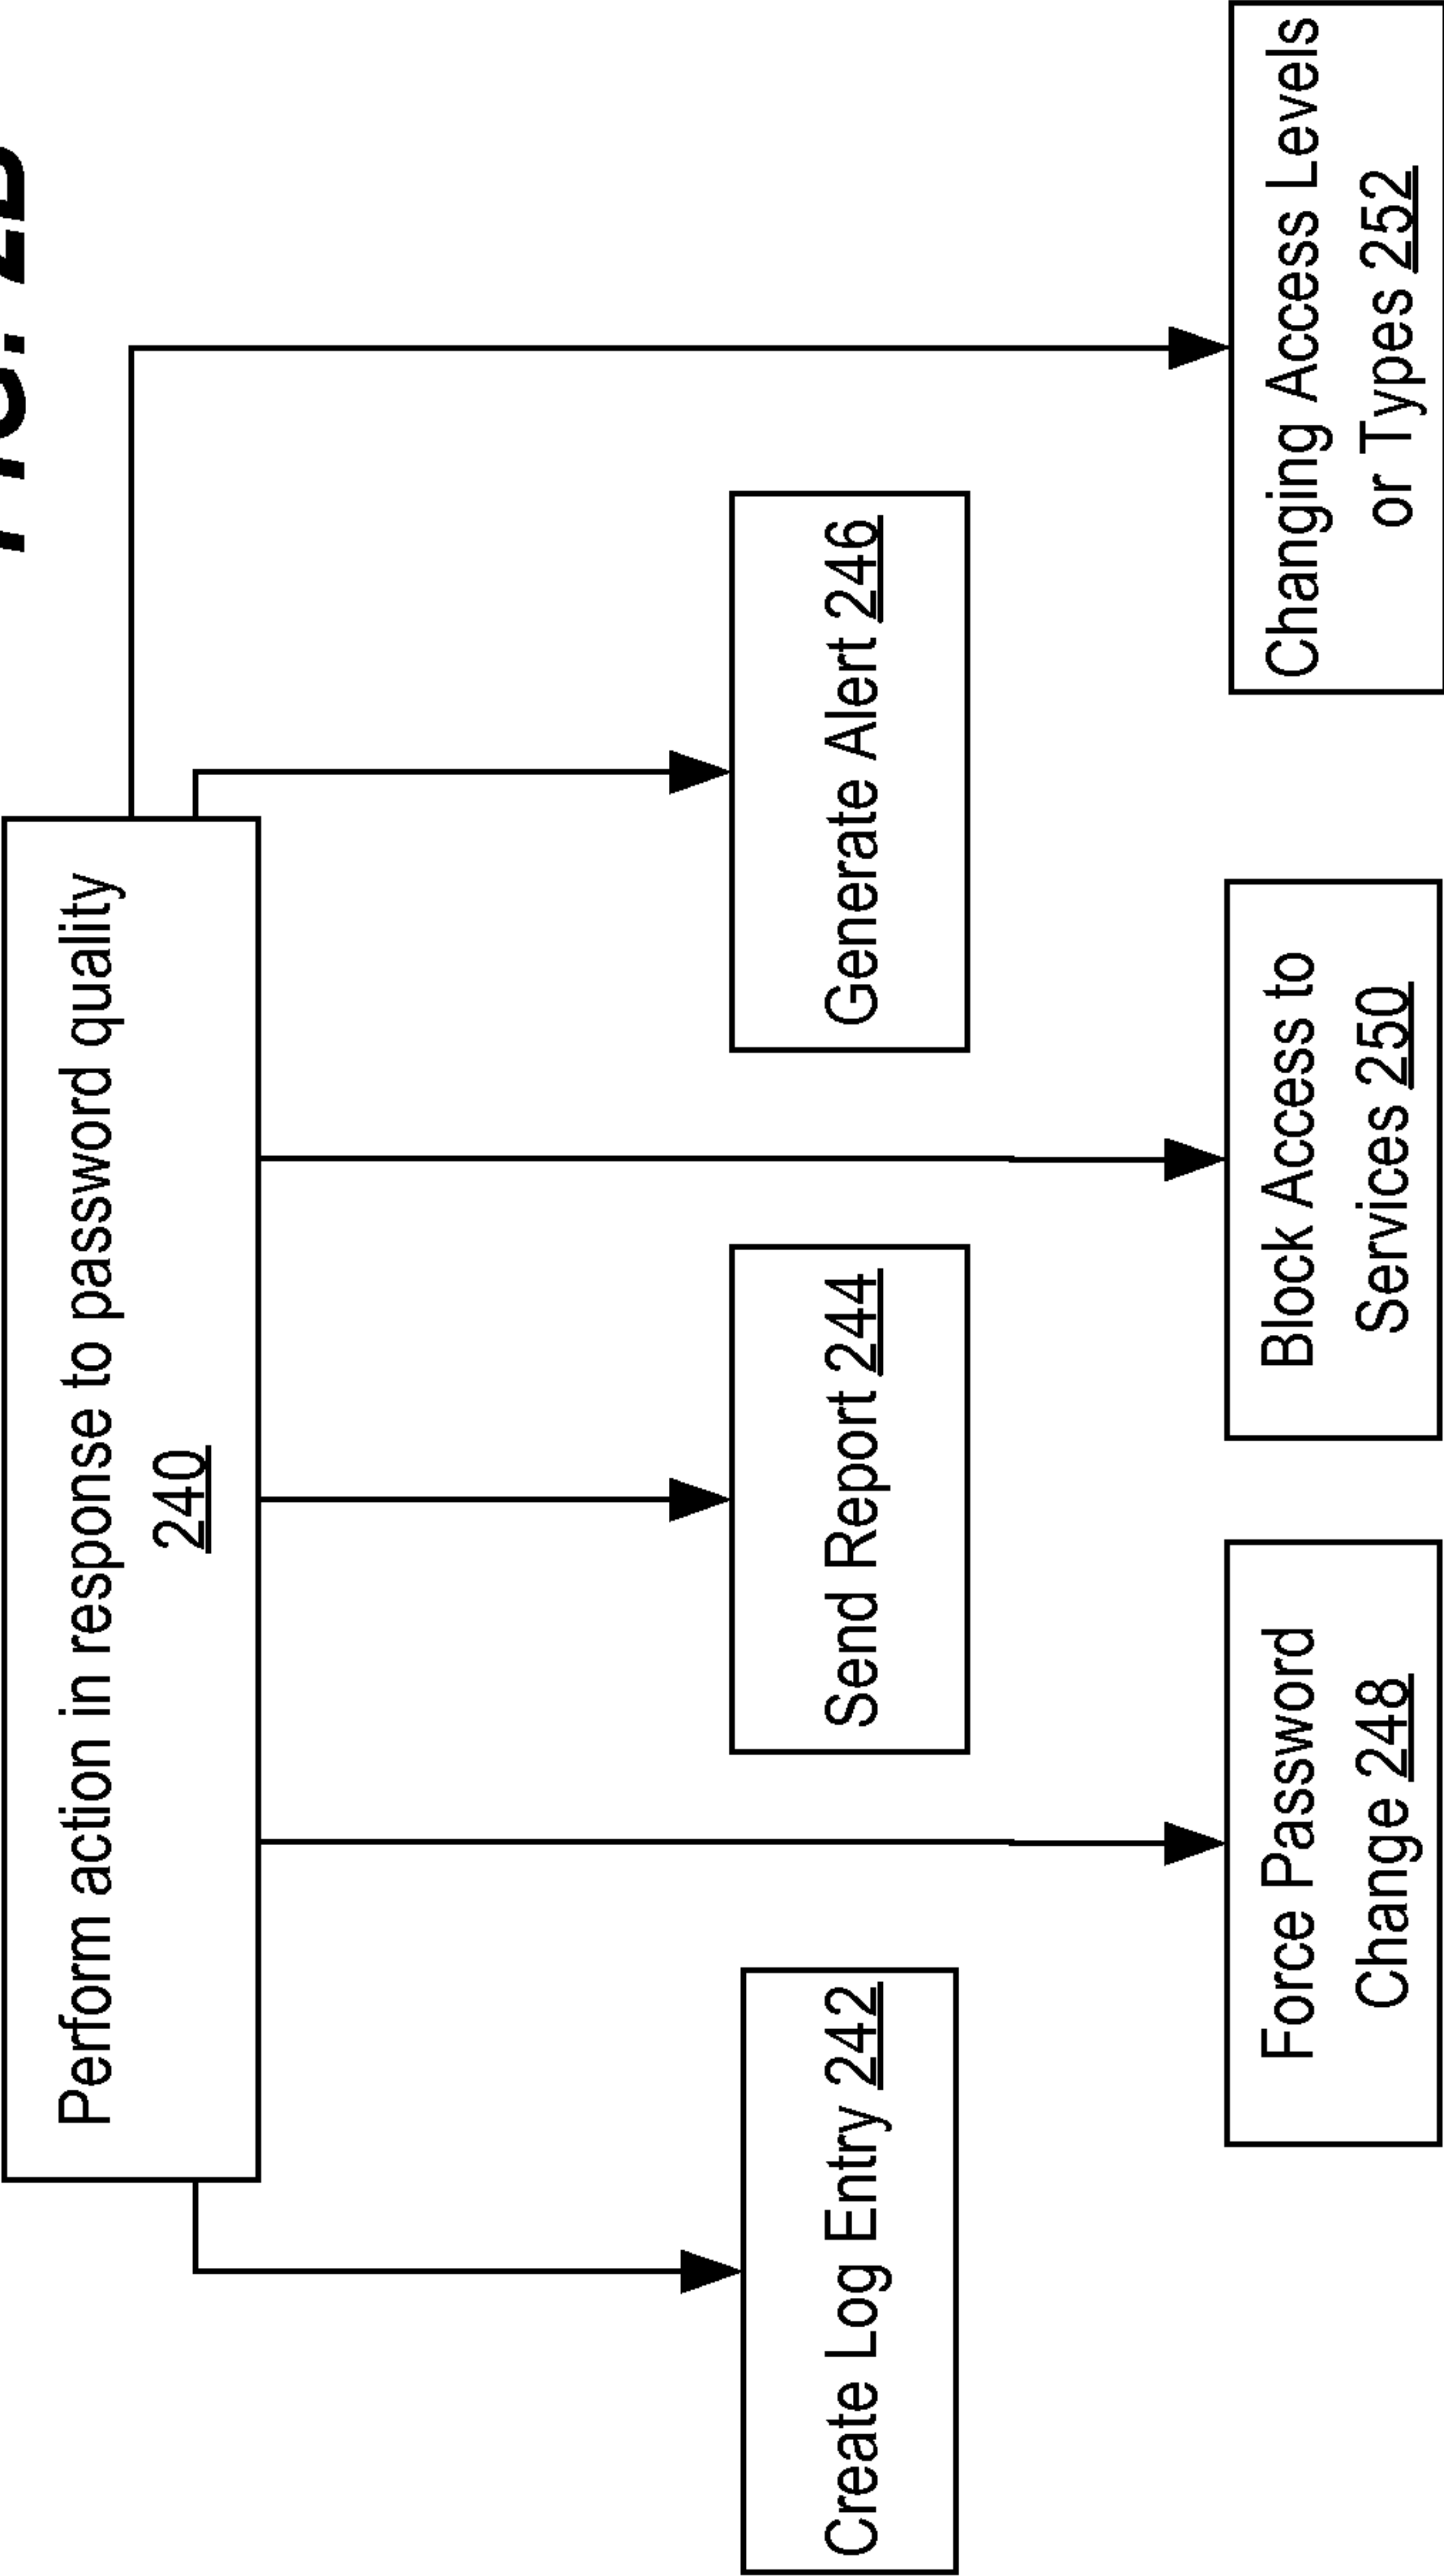 Perform action in response to password quality
240
Create Log Entry 242
Send Report 244
Generate Alert 246
Force Password
Change 248
Block Access to
Services 250
Changing Access Levels
or Types 252